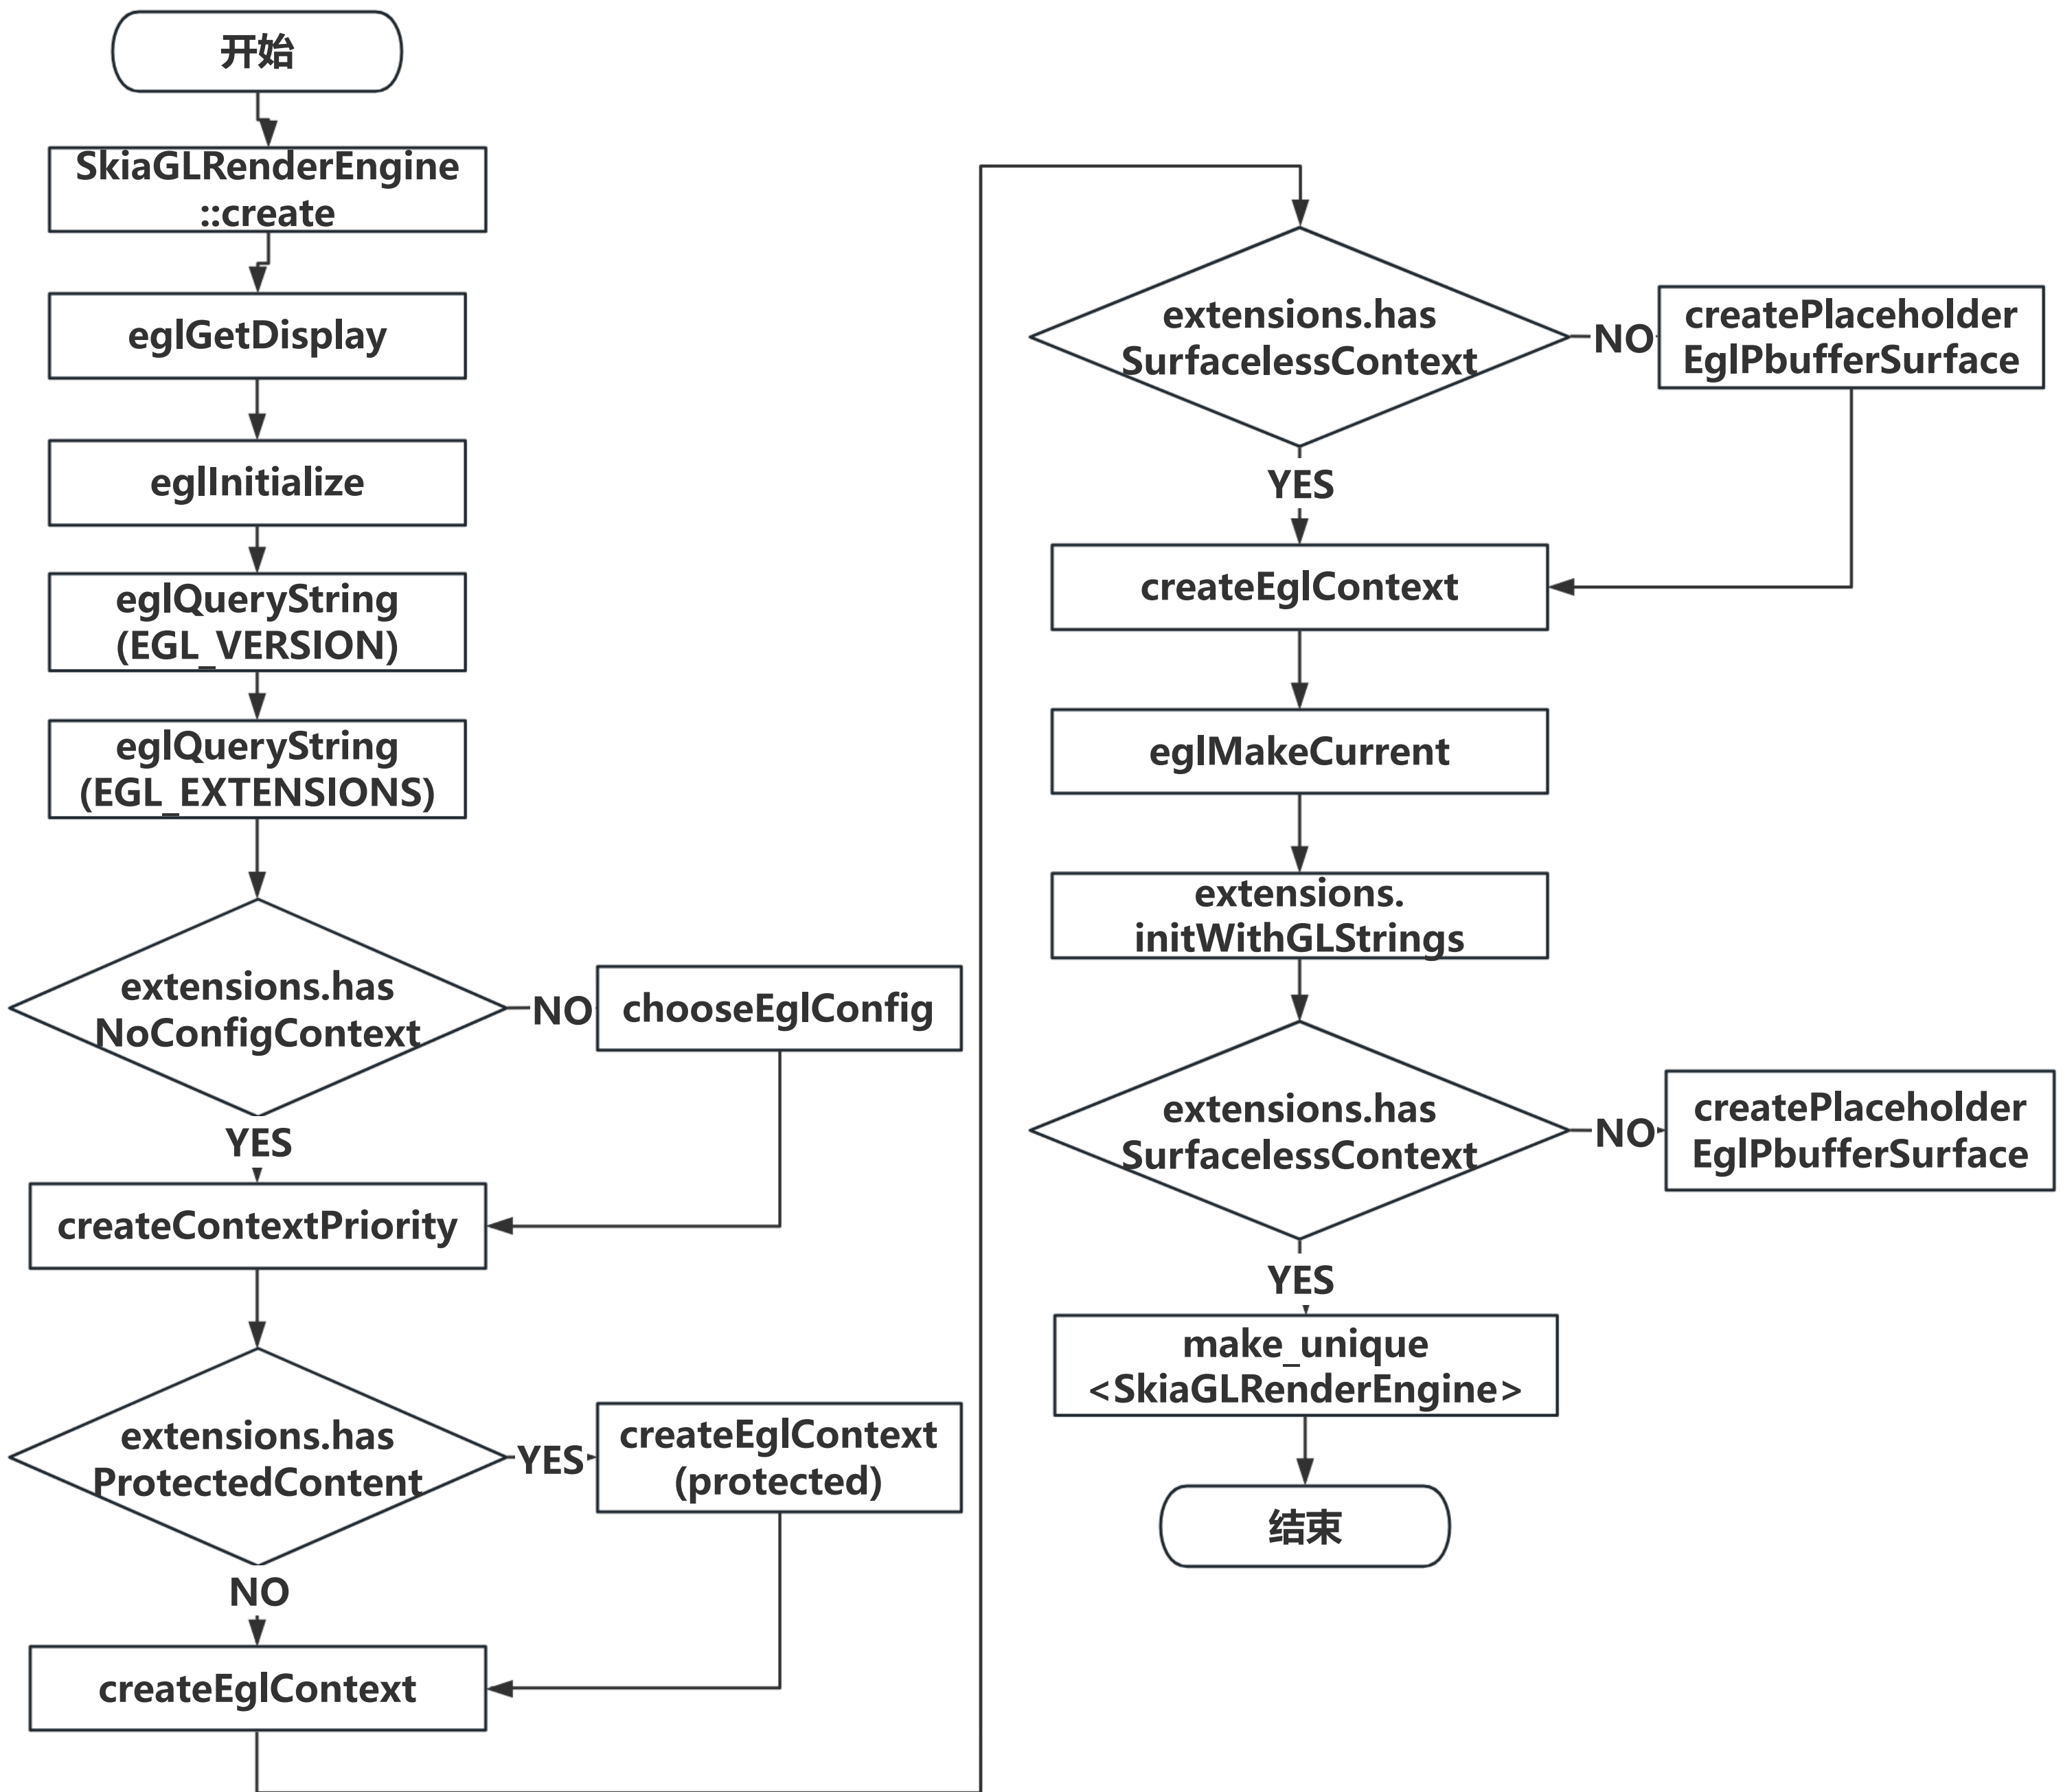 开始
SkiaGLRenderEngine
::create
eglGetDisplay
eglInitialize
eglQueryString
(EGL_VERSION)
eglQueryString
(EGL_EXTENSIONS)
extensions.has
NoConfigContext
NO
chooseEglConfig
YES
createContextPriority
extensions.has
ProtectedContent
YES
createEglContext
(protected)
NO
createEglContext
extensions.has
SurfacelessContext
NO
createPlaceholder
EglPbufferSurface
YES
createEglContext
eglMakeCurrent
extensions.
initWithGLStrings
extensions.has
SurfacelessContext
NO
createPlaceholder
EglPbufferSurface
YES
make_unique
<SkiaGLRenderEngine>
结束